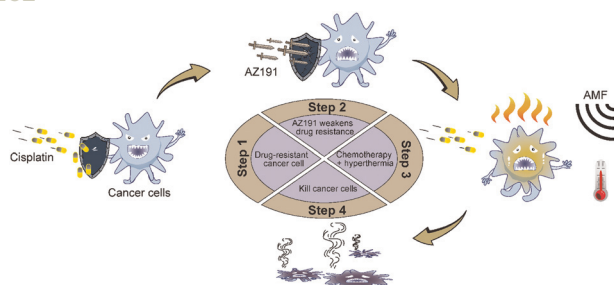 AZ191
AMF
Cisplatin
Cancer cells
Step 1
Drug-resistant
cancer cell
Step 2
AZ191 weakens
drug resistance
Step 3
Chemotherapy
+ hyperthermia
Step 4
Kill cancer cells